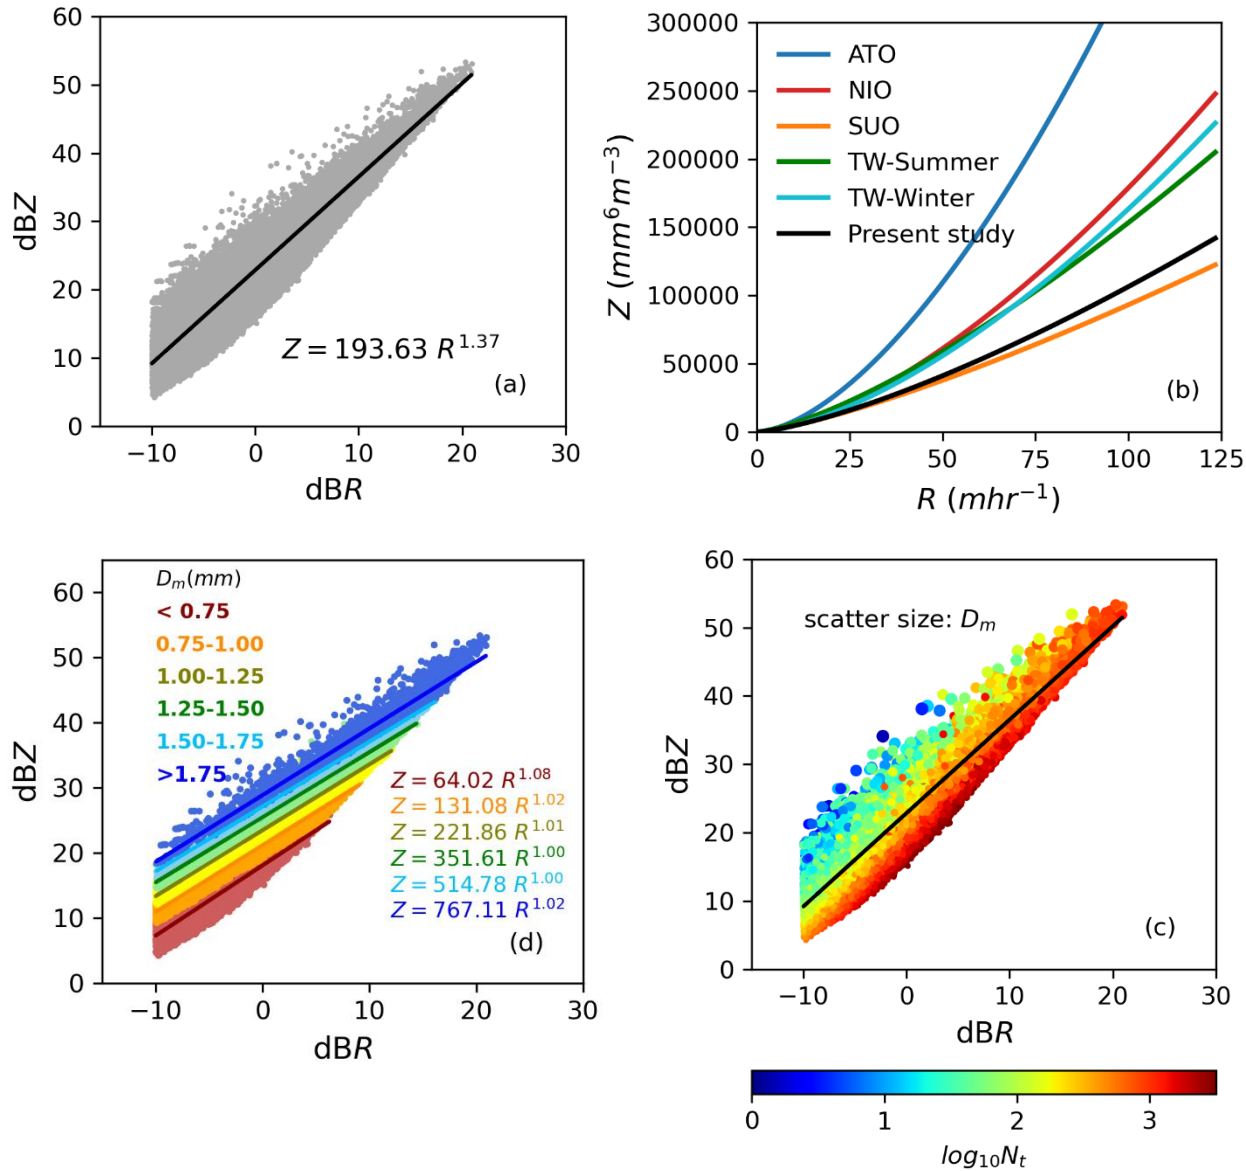 60
50
40
30
20
10
0
dBZ
Z = 193.63 R^1.37
(a)
−10 0 10 20 30
dBR
300000
250000
200000
150000
100000
50000
0
Z (mm^6m^−3)
ATO
NIO
SUO
TW-Summer
TW-Winter
Present study
(b)
0 25 50 75 100 125
R (mhr^−1)
60
50
40
30
20
10
0
dBZ
D_m(mm)
< 0.75
0.75-1.00
1.00-1.25
1.25-1.50
1.50-1.75
>1.75
Z = 64.02 R^1.08
Z = 131.08 R^1.02
Z = 221.86 R^1.01
Z = 351.61 R^1.00
Z = 514.78 R^1.00
Z = 767.11 R^1.02
(d)
−10 0 10 20 30
dBR
60
50
40
30
20
10
0
dBZ
scatter size: D_m
(c)
−10 0 10 20 30
dBR
0 1 2 3
log_10N_t